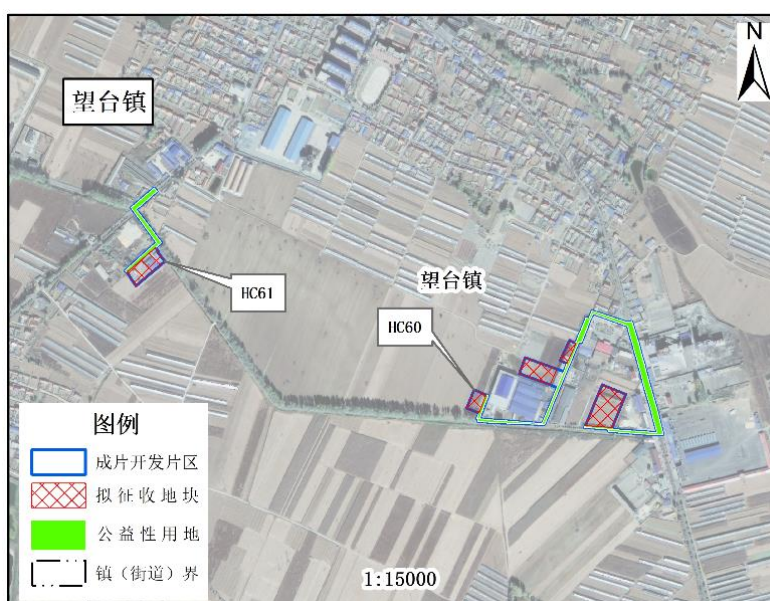 N
望台镇
望台镇
HC61
HC60
图例
成片开发片区
拟征收地块
公益性用地
镇（街道）界
1:15000